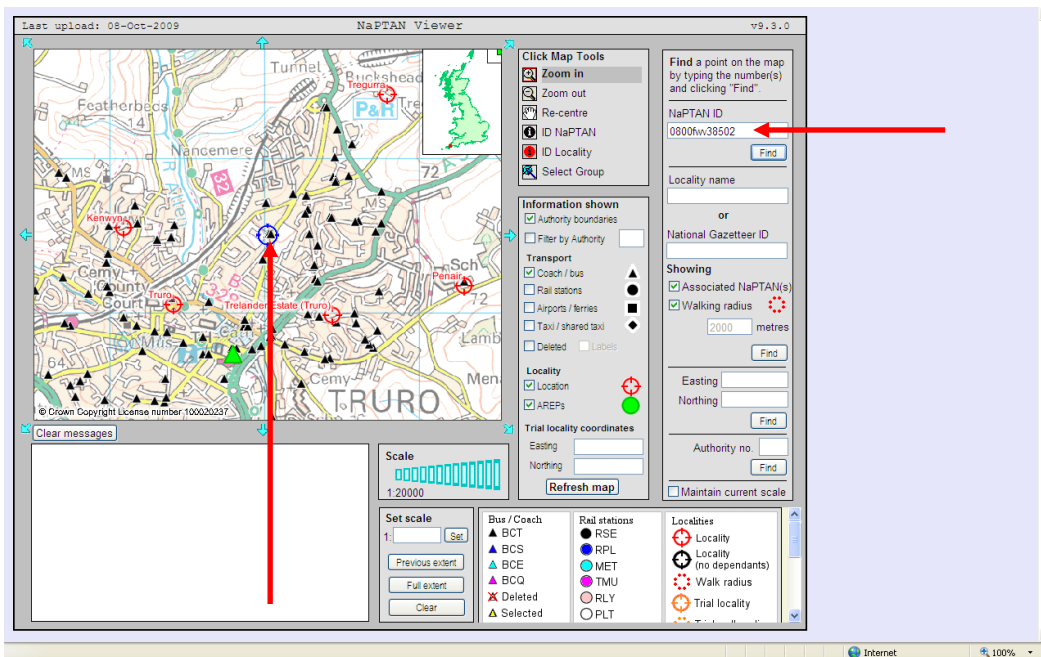 Last upload: 08-Oct-2009
NaPTAN Viewer
v9.3.0
Tunnel
Buckshead
Tregurra
P&R
Featherbeds
14
Nancemere
MS
32
72
MS
Kenwyn
Sch
Penair
72
Cemy
County
Court
Truro
Trelander Estate (Truro)
Mus
Lamb
64
Cemy
TRURO
© Crown Copyright License number 100020237
Clear messages
Click Map Tools
Zoom in
Zoom out
Re-centre
ID NaPTAN
ID Locality
Select Group
Information shown
Authority boundaries
Filter by Authority
Transport
Coach / bus
Rail stations
Airports / ferries
Taxi / shared taxi
Deleted
Labels
Locality
Location
AREPs
Trial locality coordinates
Easting
Northing
Refresh map
Find a point on the map
by typing the number(s)
and clicking "Find".
NaPTAN ID
0800fwv38502
Find
Locality name
or
National Gazetteer ID
Showing
Associated NaPTAN(s)
Walking radius
2000 metres
Find
Easting
Northing
Find
Authority no.
Find
Maintain current scale
Scale
1:20000
Set scale
1:
Set
Previous extent
Full extent
Clear
Bus / Coach
BCT
BCS
BCE
BCQ
Deleted
Selected
Rail stations
RSE
RPL
MET
TMU
RLY
PLT
Localities
Locality
Locality
(no dependants)
Walk radius
Trial locality
Internet
100%